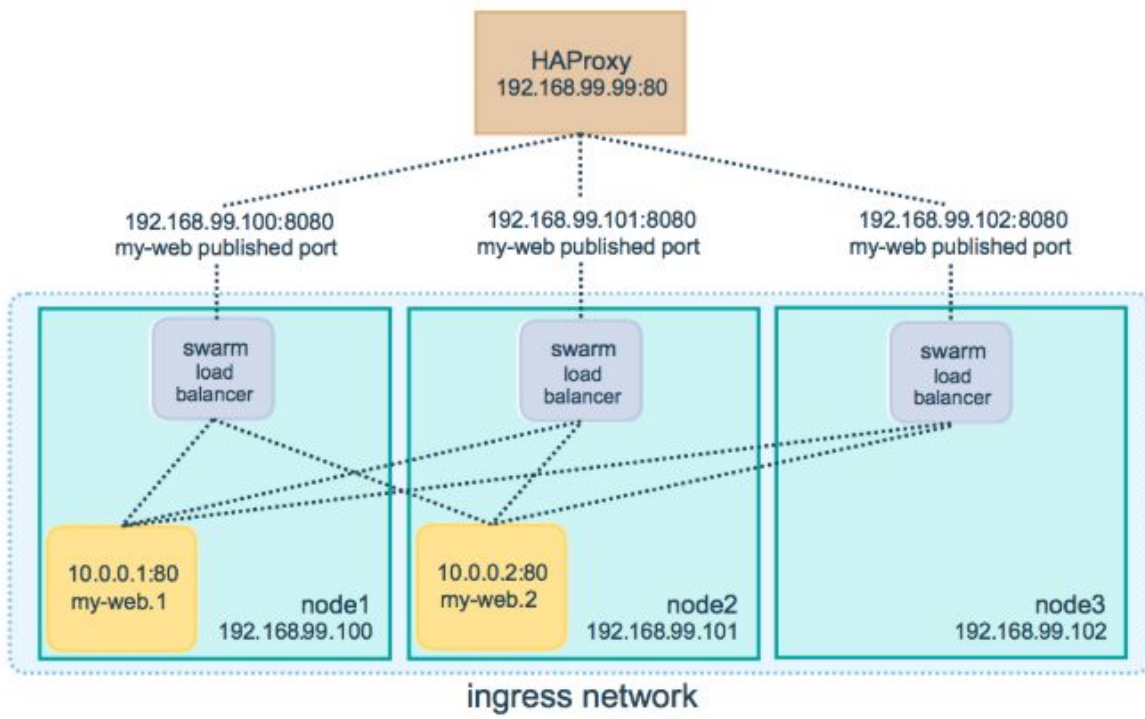 HAProxy
192.168.99.99:80
192.168.99.100:8080
my-web published port
192.168.99.101:8080
my-web published port
192.168.99.102:8080
my-web published port
swarm
load
balancer
swarm
load
balancer
swarm
load
balancer
10.0.0.1:80
my-web.1
node1
192.168.99.100
10.0.0.2:80
my-web.2
node2
192.168.99.101
node3
192.168.99.102
ingress network